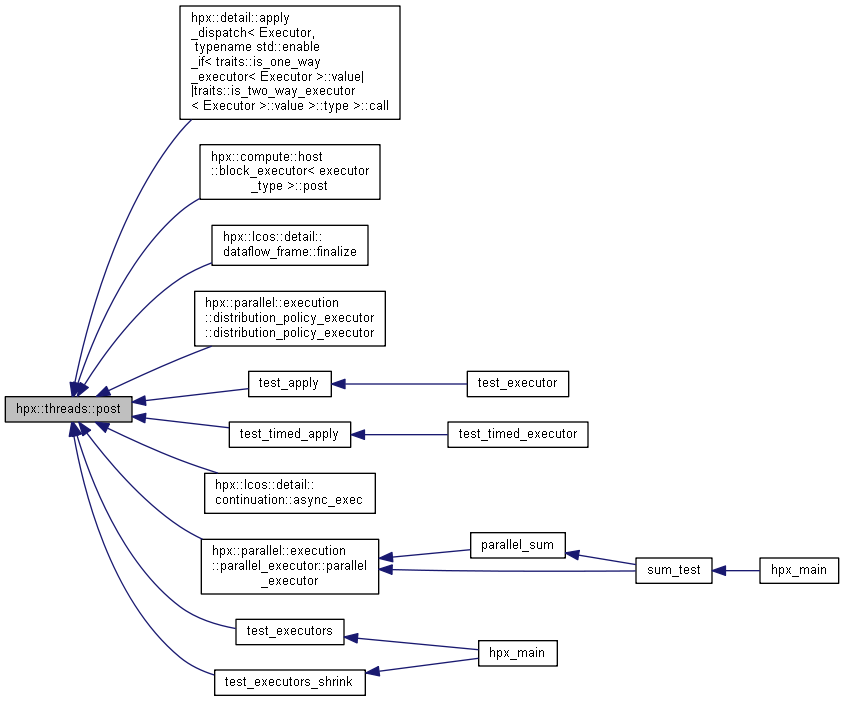 hpx::detail::apply
_dispatch< Executor,
typename std::enable
_if< traits::is_one_way
_executor< Executor >::value|
|traits::is_two_way_executor
< Executor >::value >::type >::call
hpx::compute::host
::block_executor< executor
_type >::post
hpx::lcos::detail::
dataflow_frame::finalize
hpx::parallel::execution
::distribution_policy_executor
::distribution_policy_executor
test_apply
test_executor
hpx::threads::post
test_timed_apply
test_timed_executor
hpx::lcos::detail::
continuation::async_exec
hpx::parallel::execution
::parallel_executor::parallel
_executor
parallel_sum
sum_test
hpx_main
test_executors
hpx_main
test_executors_shrink